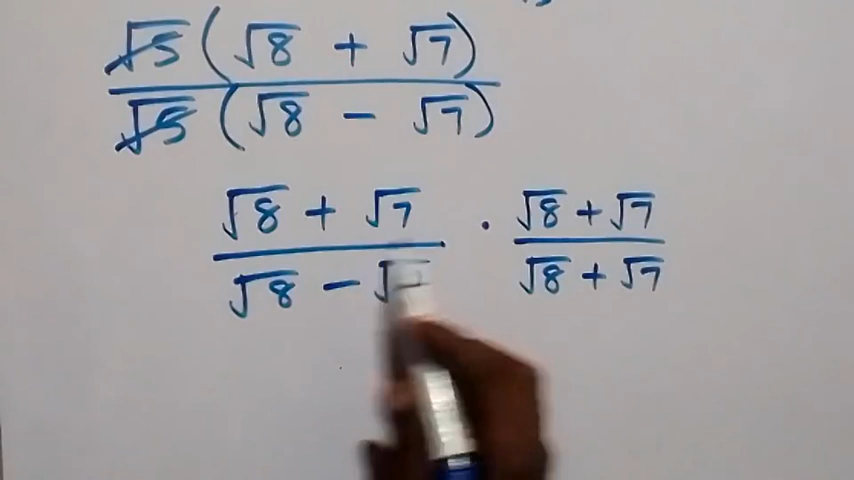 √5 (√8 + √7)
√5 (√8 - √7)
√8 + √7 · √8 + √7
√8 - √ √8 + √7